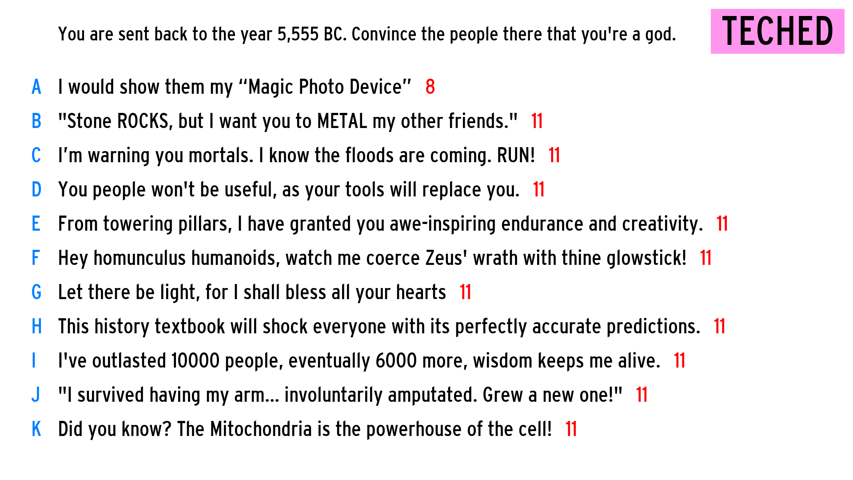 You are sent back to the year 5,555 BC. Convince the people there that you're a god.
TECHED
A I would show them my “Magic Photo Device” 8
B "Stone ROCKS, but I want you to METAL my other friends." 11
C I’m warning you mortals. I know the floods are coming. RUN! 11
D You people won't be useful, as your tools will replace you. 11
E From towering pillars, I have granted you awe-inspiring endurance and creativity. 11
F Hey homunculus humanoids, watch me coerce Zeus' wrath with thine glowstick! 11
G Let there be light, for I shall bless all your hearts 11
H This history textbook will shock everyone with its perfectly accurate predictions. 11
I I've outlasted 10000 people, eventually 6000 more, wisdom keeps me alive. 11
J "I survived having my arm... involuntarily amputated. Grew a new one!" 11
K Did you know? The Mitochondria is the powerhouse of the cell! 11